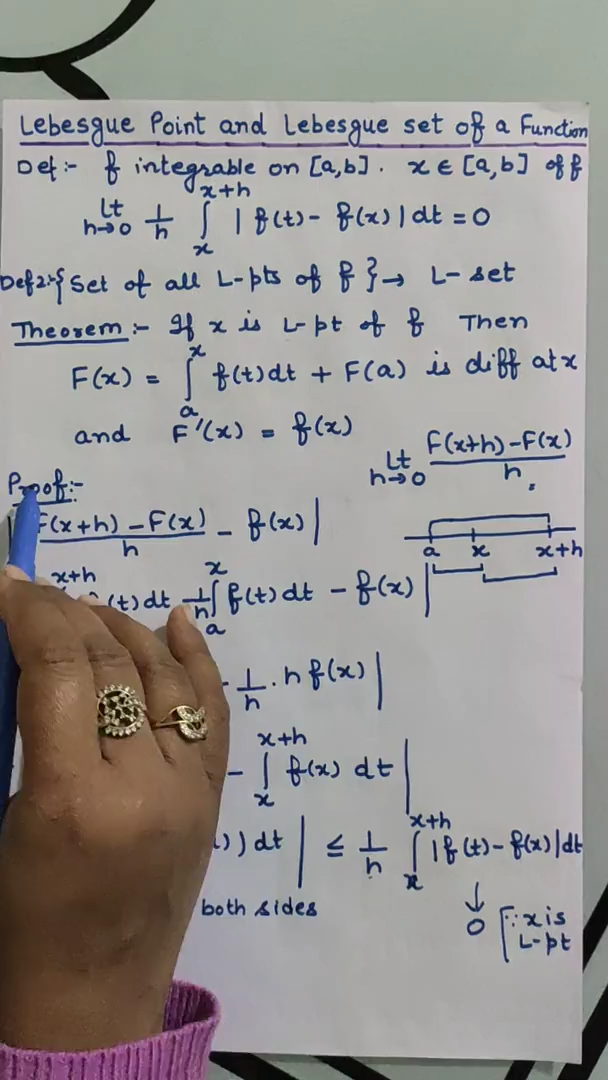 Lebesgue Point and Lebesgue set of a Function
Def:- f integrable on [a,b]. x ∈ [a,b] of f
Lt h→0 1/h ∫_x^{x+h} | f(t) - f(x) | dt = 0
Def2:- { Set of all L-pts of f } → L-set
Theorem:- If x is L-pt of f Then
F(x) = ∫_a^x f(t) dt + F(a) is diff at x
and F'(x) = f(x)
Lt h→0 F(x+h) - F(x) / h
Proof:-
| F(x+h) - F(x) / h - f(x) |
a x x+h
x+h (t) dt - 1/h ∫_a^x f(t) dt - f(x) |
- 1/h . h f(x) |
- ∫_x^{x+h} f(x) dt |
) ) dt | ≤ 1/h ∫_x^{x+h} | f(t) - f(x) | dt
both sides
↓
0 [∵ x is
L-pt